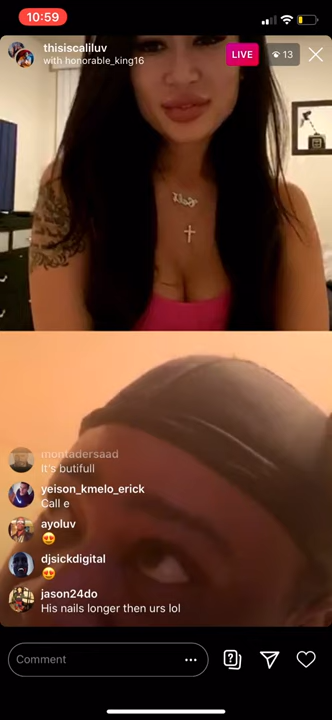 10:59
thisiscaliluv
with honorable_king16
LIVE
13
montadersaad
It's butifull
yeison_kmelo_erick
Call e
ayoluv
😍
djsickdigital
😍
jason24do
His nails longer then urs lol
Comment